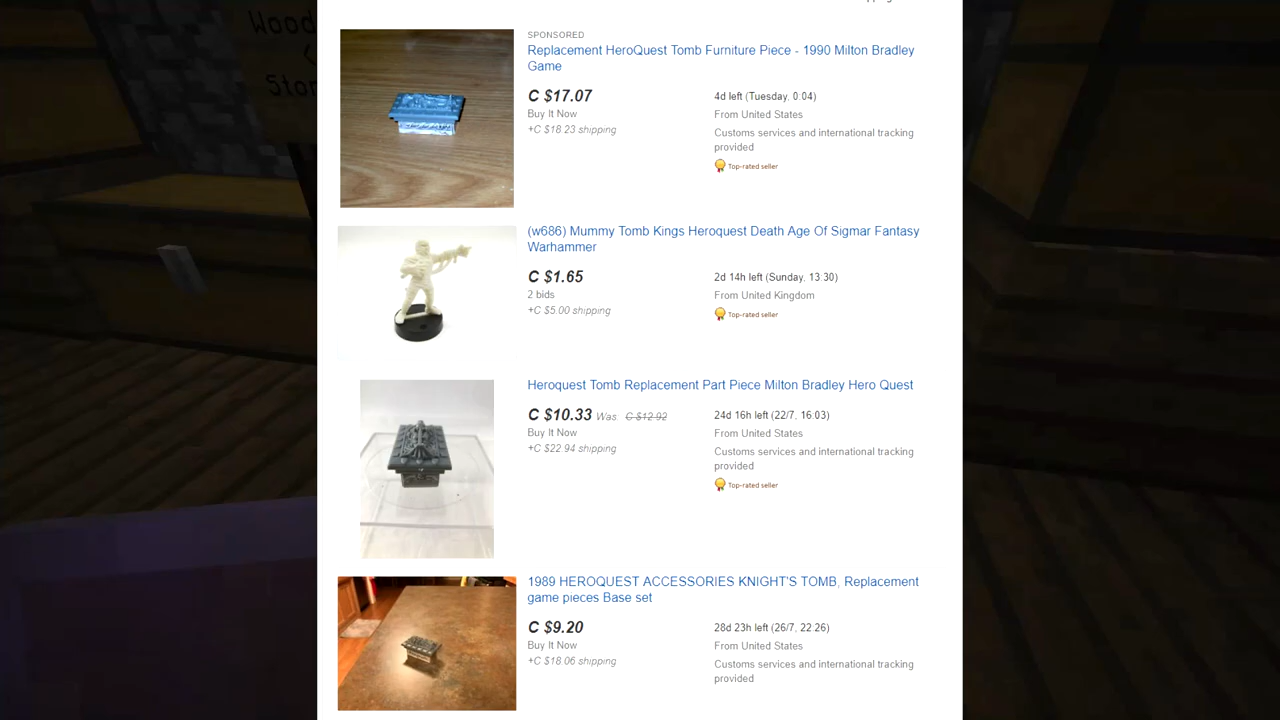 Wood
Stor
SPONSORED
Replacement HeroQuest Tomb Furniture Piece - 1990 Milton Bradley
Game
C $17.07
Buy It Now
+C $18.23 shipping
4d left (Tuesday, 0:04)
From United States
Customs services and international tracking
provided
Top-rated seller
(w686) Mummy Tomb Kings Heroquest Death Age Of Sigmar Fantasy
Warhammer
C $1.65
2 bids
+C $5.00 shipping
2d 14h left (Sunday, 13:30)
From United Kingdom
Top-rated seller
Heroquest Tomb Replacement Part Piece Milton Bradley Hero Quest
C $10.33 Was: C $12.92
Buy It Now
+C $22.94 shipping
24d 16h left (22/7, 16:03)
From United States
Customs services and international tracking
provided
Top-rated seller
1989 HEROQUEST ACCESSORIES KNIGHT'S TOMB, Replacement
game pieces Base set
C $9.20
Buy It Now
+C $18.06 shipping
28d 23h left (26/7, 22:26)
From United States
Customs services and international tracking
provided